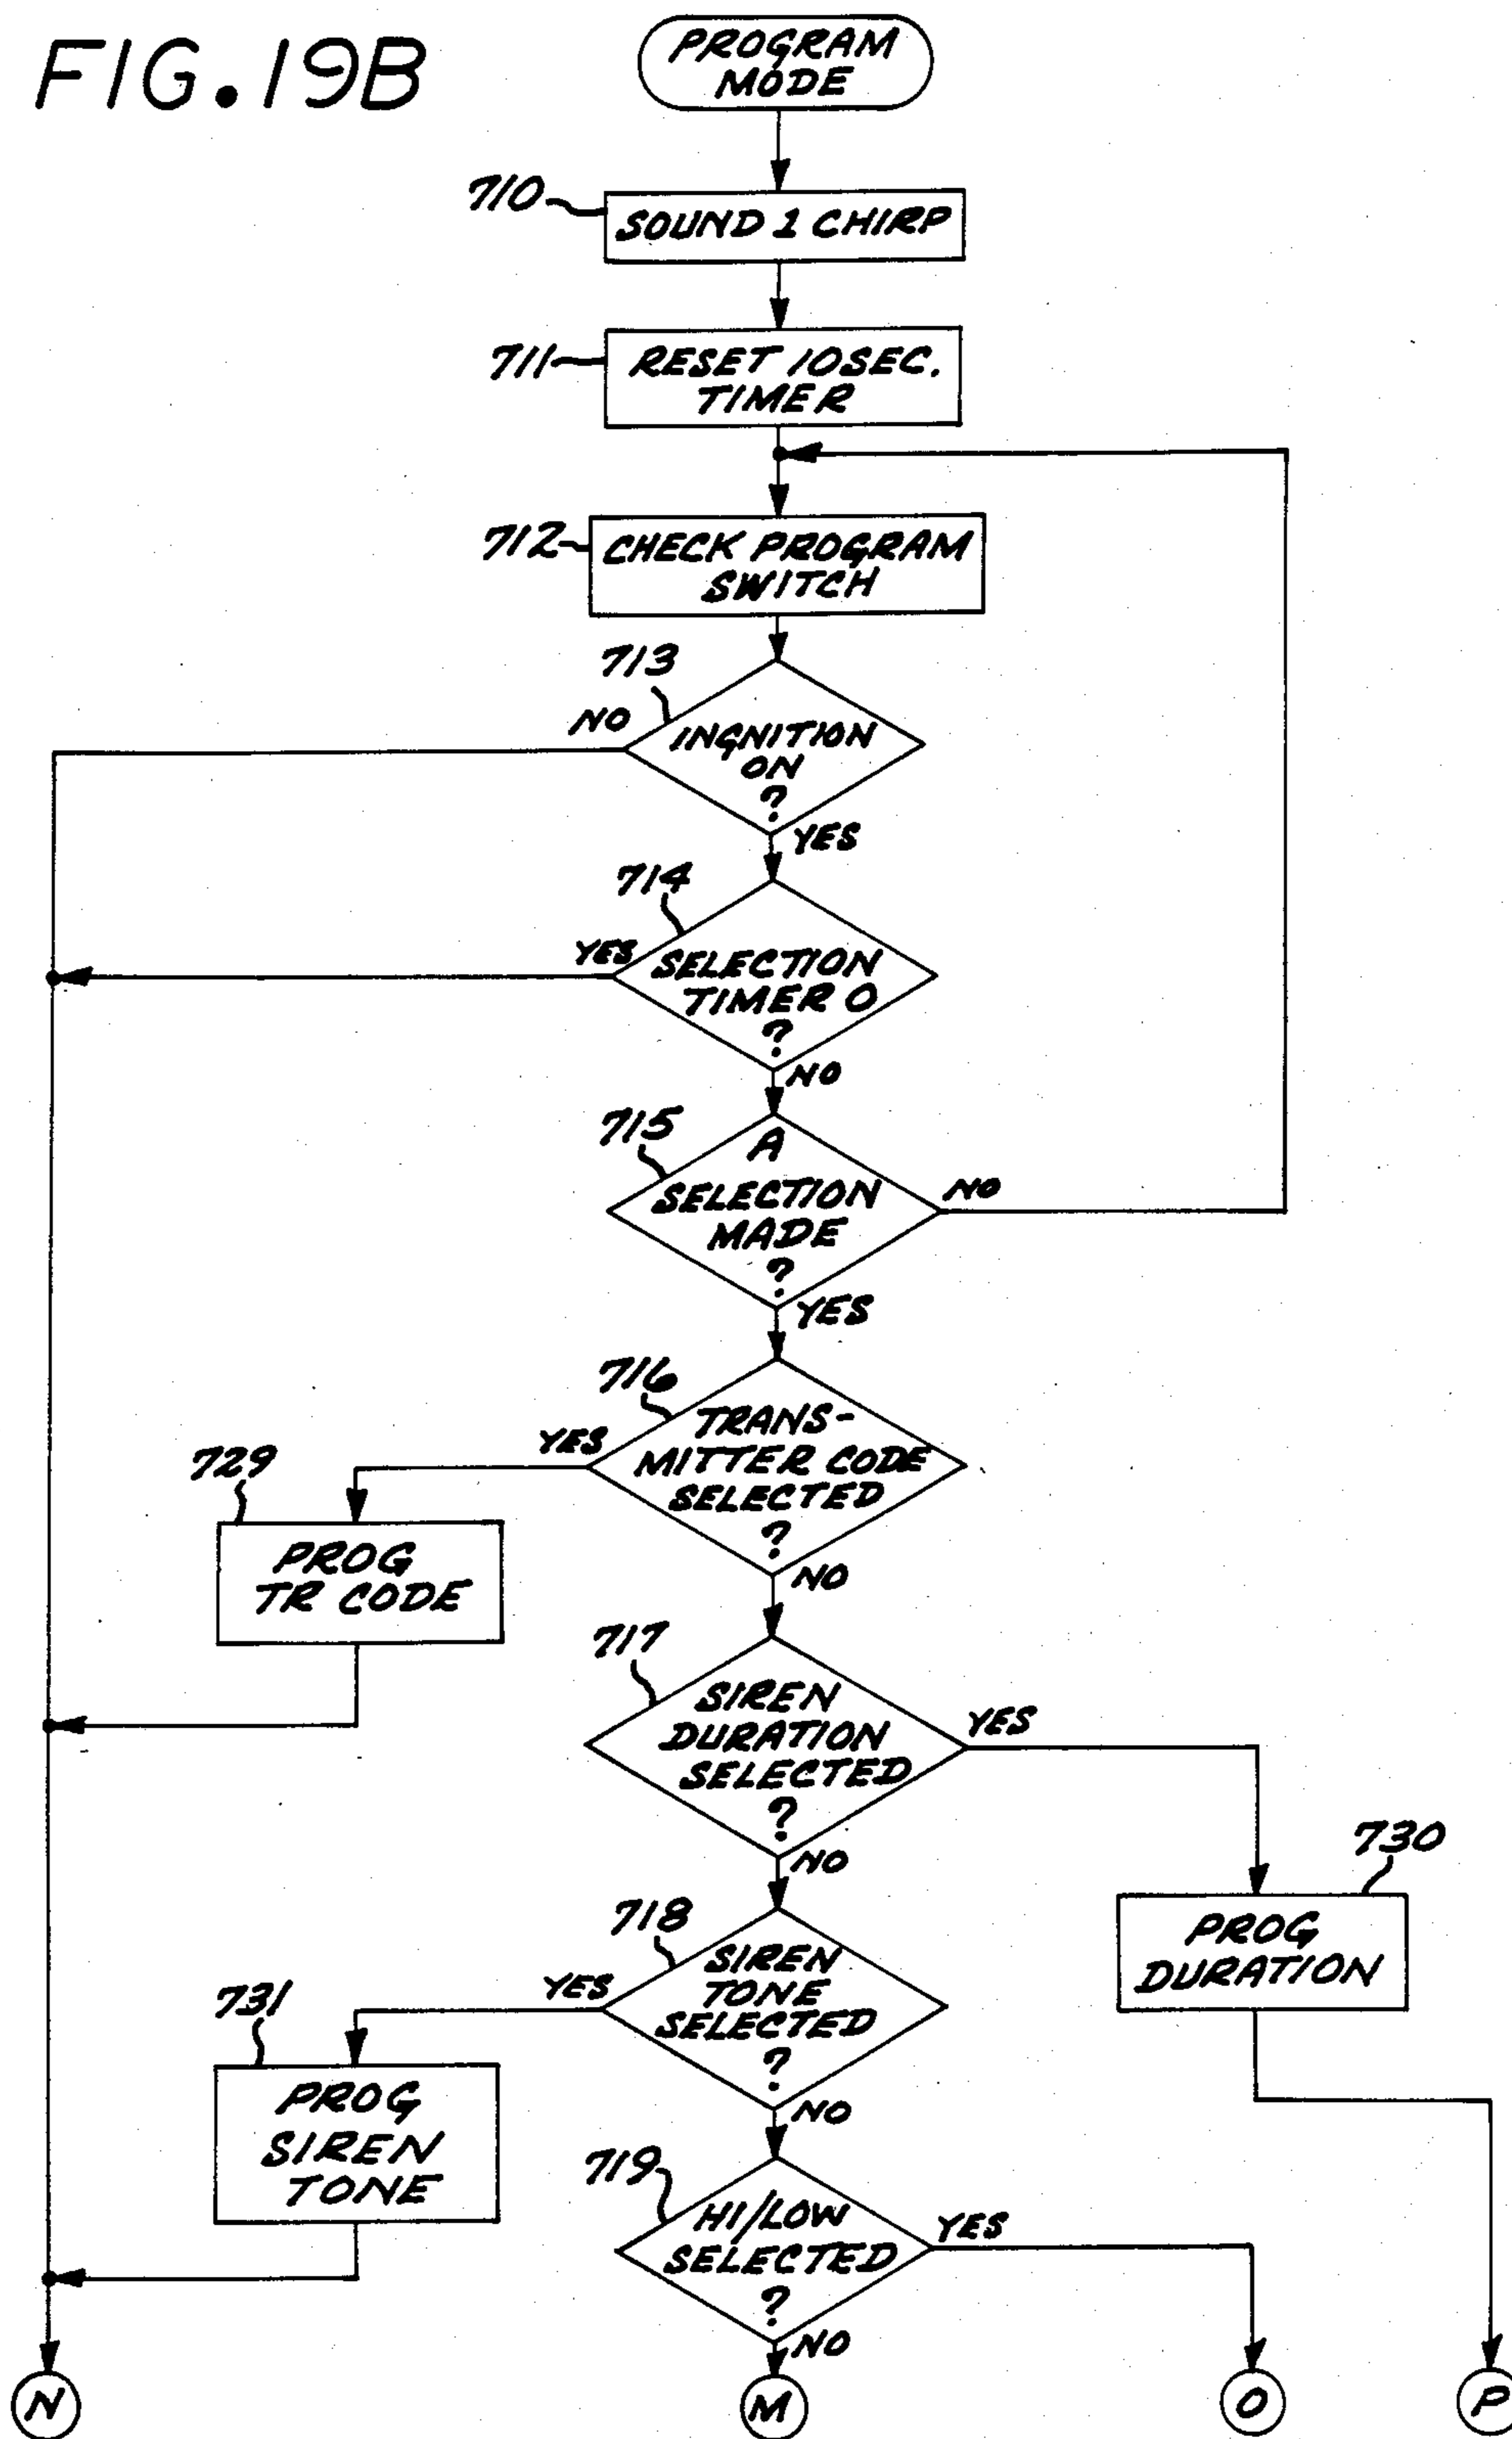 FIG. 19B
PROGRAM
MODE
710
SOUND 1 CHIRP
711
RESET 10SEC.
TIMER
712
CHECK PROGRAM
SWITCH
713
NO
INGNITION
ON
?
YES
714
YES
SELECTION
TIMER 0
?
NO
715
A
SELECTION
MADE
?
NO
YES
716
YES
TRANS-
MITTER CODE
SELECTED
?
NO
729
PROG
TR CODE
717
SIREN
DURATION
SELECTED
?
YES
NO
730
PROG
DURATION
718
YES
SIREN
TONE
SELECTED
?
NO
731
PROG
SIREN
TONE
719
HI/LOW
SELECTED
?
YES
NO
N
M
O
P